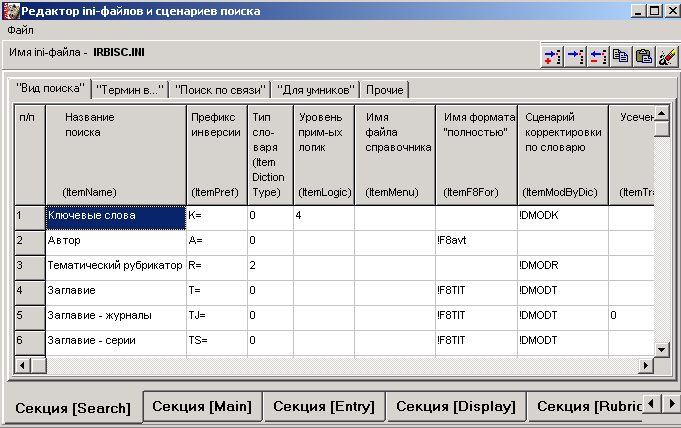 Редактор ini-файлов и сценариев поиска
Файл
Имя ini-файла - IRBISC.INI
"Вид поиска" "Термин в..." "Поиск по связи" "Для умников" Прочие
п/п Название поиска (ItemName) Префикс инверсии (ItemPref) Тип сло-варя (Item Diction Type) Уровень прим-ых логик (ItemLogic) Имя файла справочника (ItemMenu) Имя формата "полностью" (ItemF8For) Сценарий корректировки по словарю (ItemModByDic) Усечен (ItemTra
1 Ключевые слова K= 0 4 !DMODK
2 Автор A= 0 !F8avt
3 Тематический рубрикатор R= 2 !DMODR
4 Заглавие T= 0 !F8TIT !DMODT
5 Заглавие - журналы TJ= 0 !F8TIT !DMODT 0
6 Заглавие - серии TS= 0 !F8TIT !DMODT
Секция [Search] Секция [Main] Секция [Entry] Секция [Display] Секция [Rubric